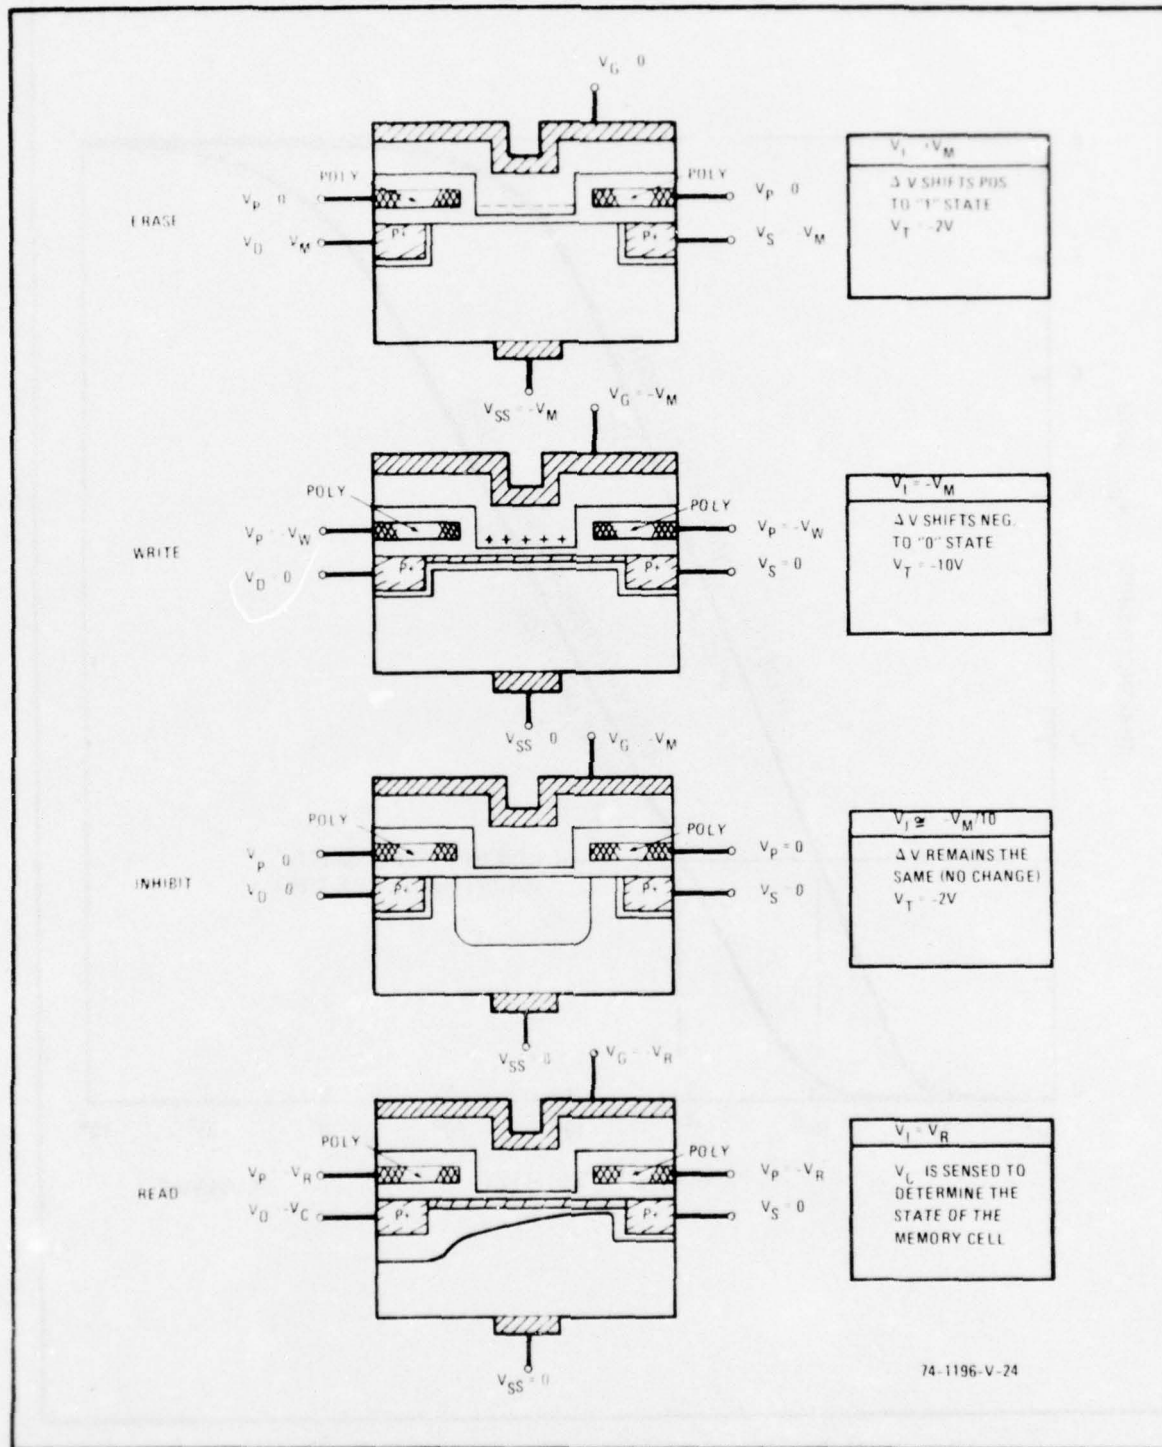 V_G 0
POLY
POLY
V_P 0
V_P 0
ERASE
P+
P+
V_D V_M
V_S V_M
V_SS = -V_M
V_I +V_M
Δ V SHIFTS POS.
TO "1" STATE
V_T = -2V
V_G = -V_M
POLY
POLY
V_P = -V_W
V_P = -V_W
WRITE
P+
P+
V_D = 0
V_S = 0
+ + + + +
V_SS 0
V_I = -V_M
Δ V SHIFTS NEG.
TO "0" STATE
V_T = -10V
V_G -V_M
POLY
POLY
V_P 0
V_P = 0
INHIBIT
P+
P+
V_D 0
V_S = 0
V_SS = 0
V_I ≅ -V_M/10
Δ V REMAINS THE
SAME (NO CHANGE)
V_T = -2V
V_G -V_R
POLY
POLY
V_P V_R
V_P = -V_R
READ
P+
P+
V_D -V_C
V_S = 0
V_SS = 0
V_I = V_R
V_C IS SENSED TO
DETERMINE THE
STATE OF THE
MEMORY CELL
74-1196-V-24